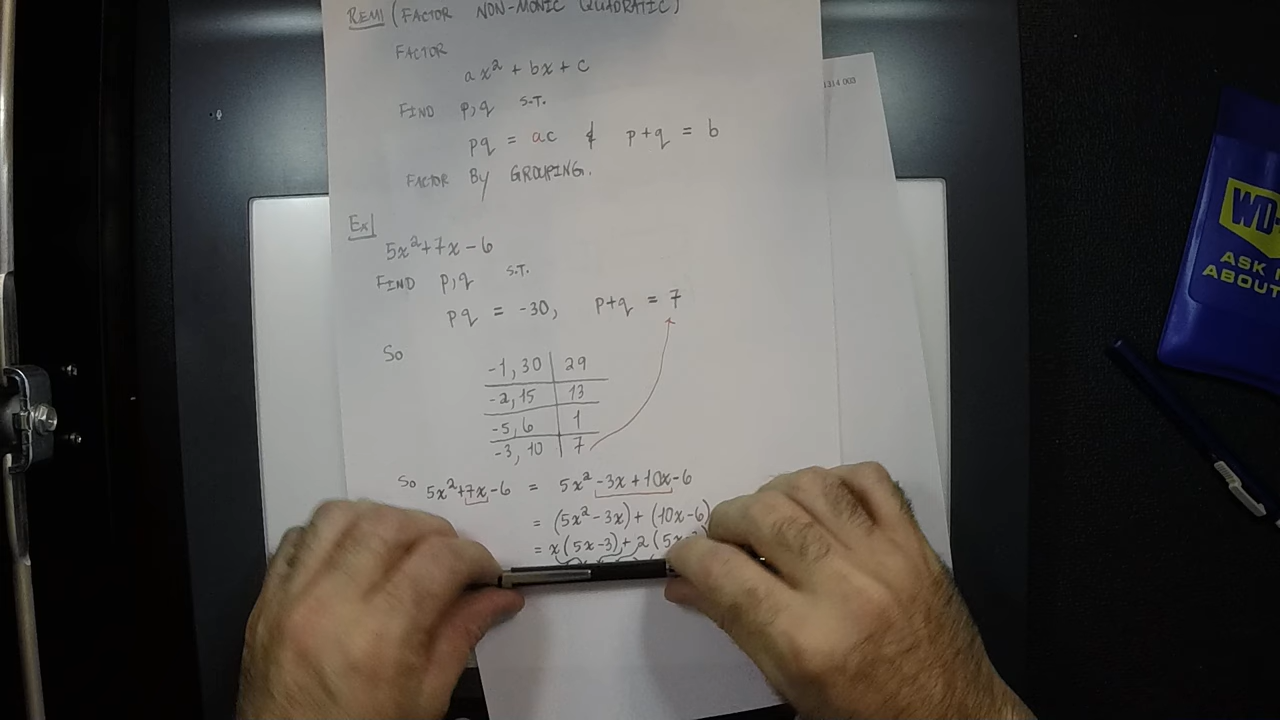 REM| (FACTOR NON-MONIC QUADRATIC)
FACTOR
ax² + bx + c
FIND p,q S.T.
pq = ac & p+q = b
FACTOR BY GROUPING.
Ex|
5x²+7x-6
FIND p,q S.T.
pq = -30, p+q = 7
So
-1, 30 | 29
-2, 15 | 13
-5, 6 | 1
-3, 10 | 7
So 5x²+7x-6 = 5x²-3x+10x-6
= (5x²-3x)+(10x-6)
= x(5x-3)+2(5x
WD-
ASK
ABOUT
1314 003